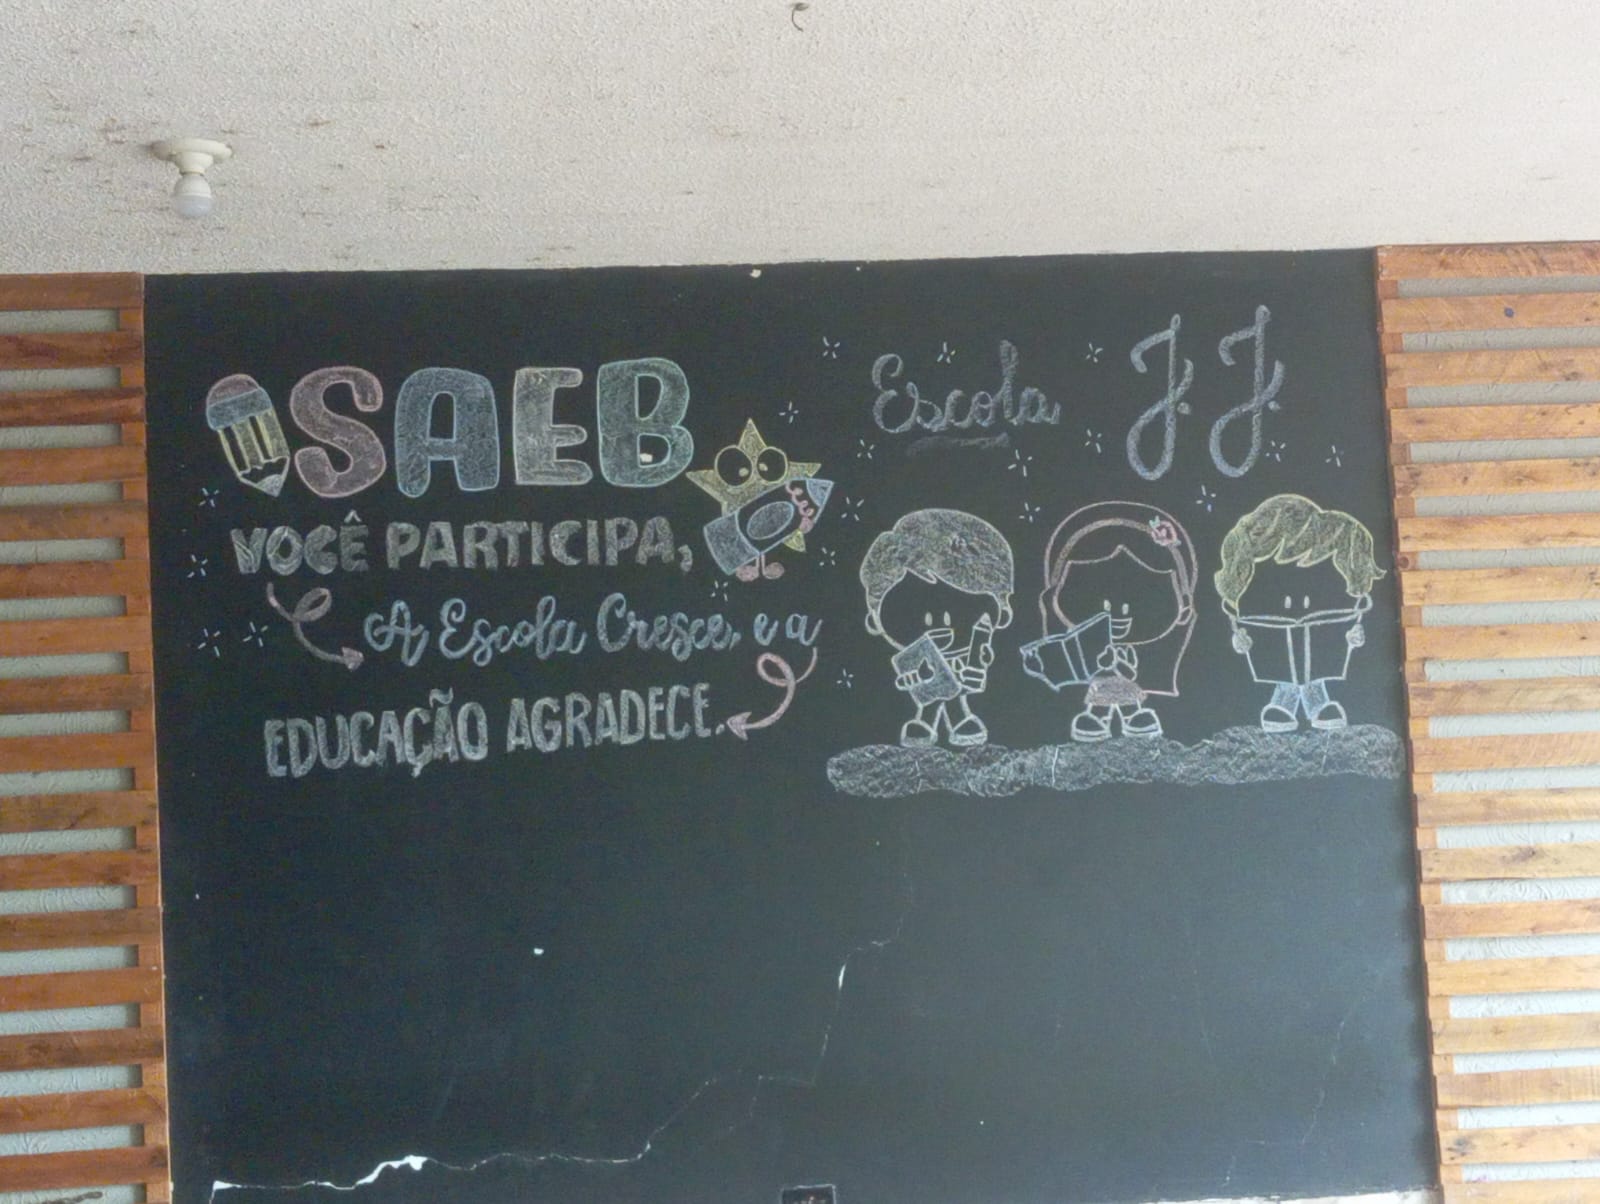 SAEB
VOCÊ PARTICIPA,
A Escola Cresce, e a
EDUCAÇÃO AGRADECE.
Escola J.J.